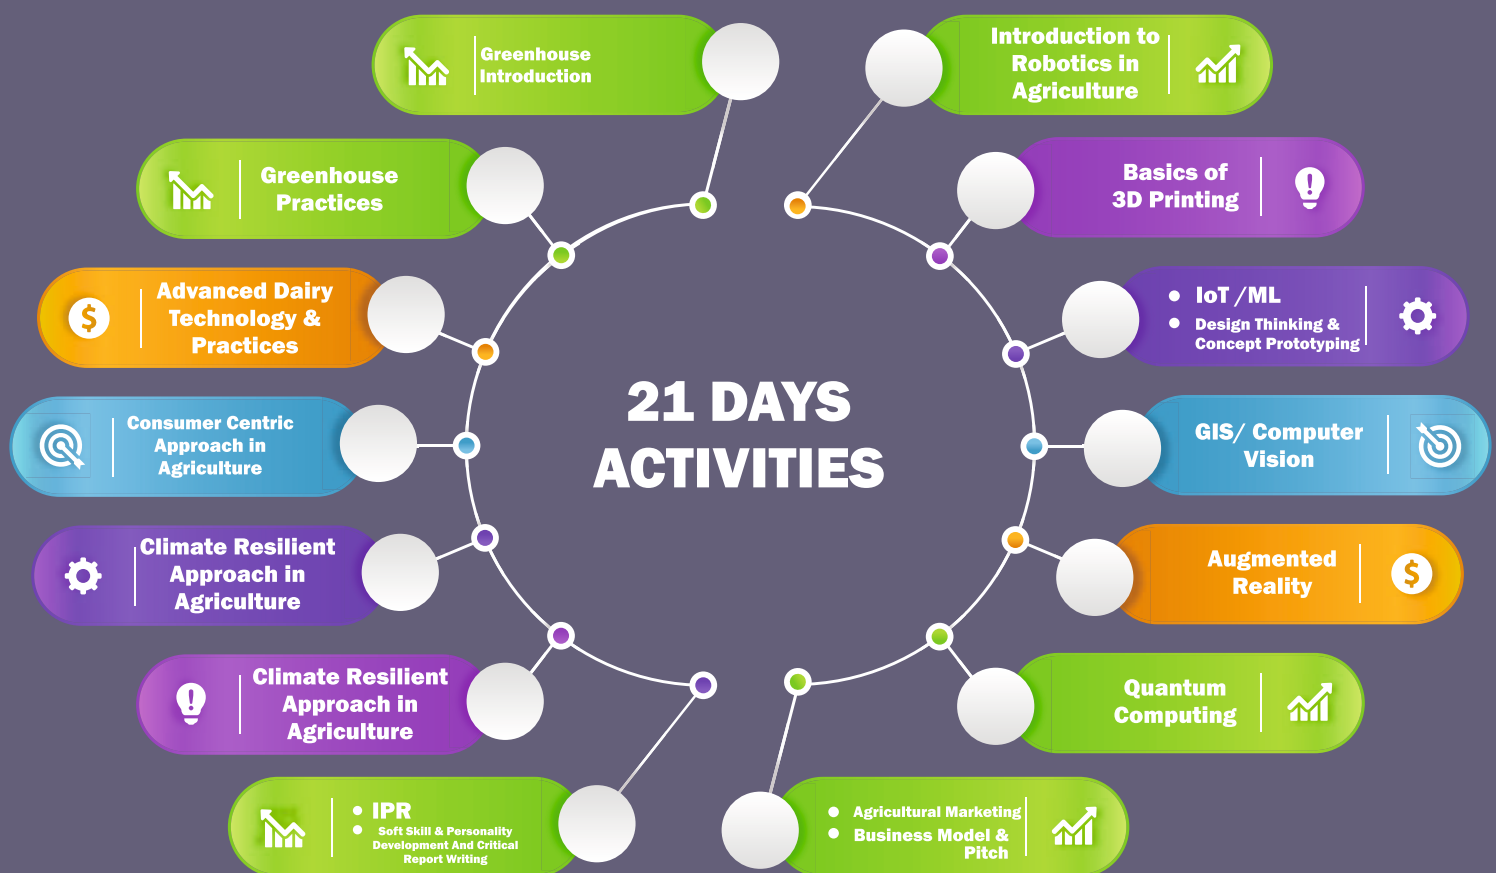 21 DAYS
ACTIVITIES
Greenhouse
Introduction
Greenhouse
Practices
Advanced Dairy
Technology &
Practices
Consumer Centric
Approach in
Agriculture
Climate Resilient
Approach in
Agriculture
Climate Resilient
Approach in
Agriculture
IPR
Soft Skill & Personality
Development And Critical
Report Writing
Introduction to
Robotics in
Agriculture
Basics of
3D Printing
IoT /ML
Design Thinking &
Concept Prototyping
GIS/ Computer
Vision
Augmented
Reality
Quantum
Computing
Agricultural Marketing
Business Model &
Pitch